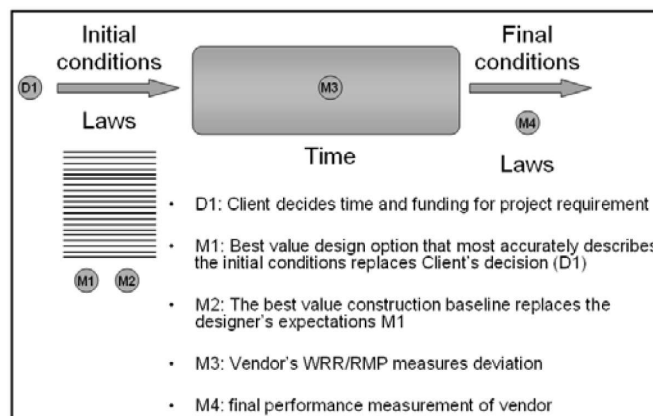 Initial
conditions
Final
conditions
D1
M3
M4
Laws
Time
Laws
M1 M2
• D1: Client decides time and funding for project requirement
• M1: Best value design option that most accurately describes
the initial conditions replaces Client's decision (D1)
• M2: The best value construction baseline replaces the
designer's expectations M1
• M3: Vendor's WRR/RMP measures deviation
• M4: final performance measurement of vendor